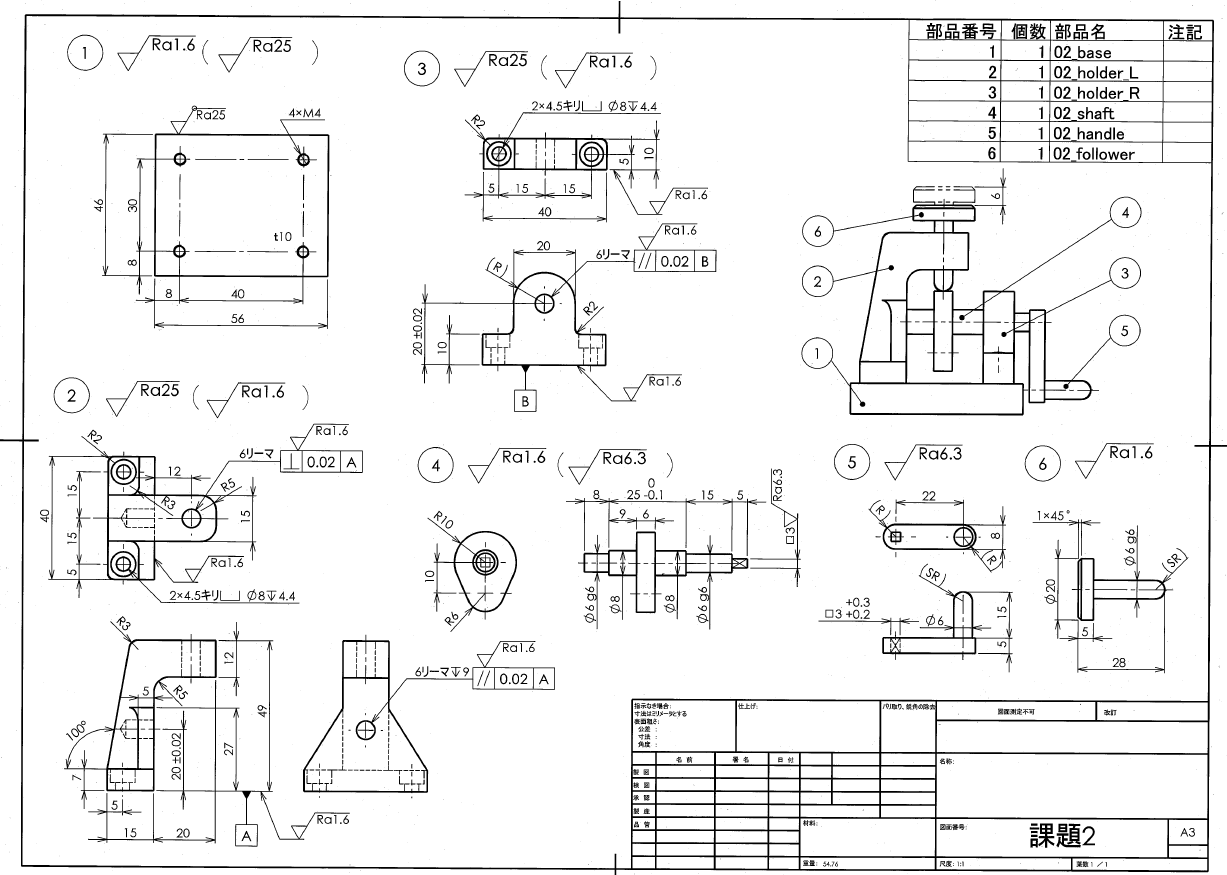 部品番号 個数 部品名 注記
1 1 02_base
2 1 02_holder_L
3 1 02_holder_R
4 1 02_shaft
5 1 02_handle
6 1 02_follower
1 Ra1.6 ( Ra25 )
Ra25
4×M4
46
30
8
t10
8 40
56
3 Ra25 ( Ra1.6 )
2×4.5キリ⌴ Φ8↧4.4
R2
5
10
5 15 15
40
Ra1.6
Ra1.6
20
6リーマ // 0.02 B
(R)
R2
20±0.02
10
Ra1.6
B
6
6
4
2
3
5
1
2 Ra25 ( Ra1.6 )
Ra1.6
R2
6リーマ ⊥ 0.02 A
12
R5
R3
40
15
15
5
15
Ra1.6
2×4.5キリ⌴ Φ8↧4.4
R3
12
5
R5
49
100°
27
20±0.02
7
5
15 20
A
Ra1.6
Ra1.6
6リーマ↧9 // 0.02 A
4 Ra1.6 ( Ra6.3 )
R10
10
R6
0
8 25 -0.1 15 5
9 6
Ra6.3
□3
Φ6 g6
Φ8
Φ8
Φ6 g6
5 Ra6.3
22
(R)
8
(R)
(SR)
+0.3
□3 +0.2
Φ6
15
5
6 Ra1.6
1×45°
Φ6 g6
(SR)
Φ20
5
28
指示なき場合:
寸法はミリメータとする
表面粗さ:
公差:
寸法:
角度:
仕上げ:
バリ取り、鋭角の除去
図面測定不可
改訂
名前 署名 日付
製図
検図
承認
製造
品管
名称:
材料:
図面番号:
課題2
A3
重量: 54.76
尺度: 1:1
葉数 1 / 1